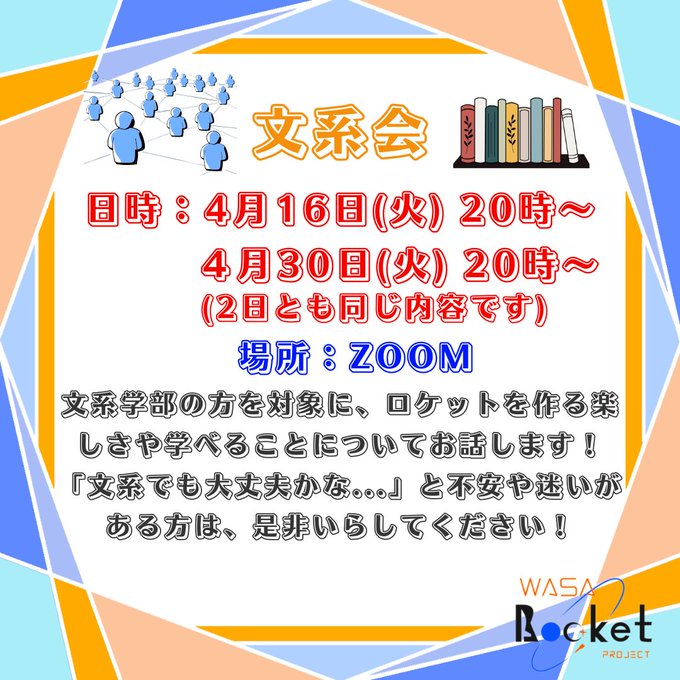 文系会
日時：4月16日(火) 20時～
4月30日(火) 20時～
(2日とも同じ内容です)
場所：ZOOM
文系学部の方を対象に、ロケットを作る楽
しさや学べることについてお話します！
『文系でも大丈夫かな...』と不安や迷いが
ある方は、是非いらしてください！
WASA
Rocket
PROJECT